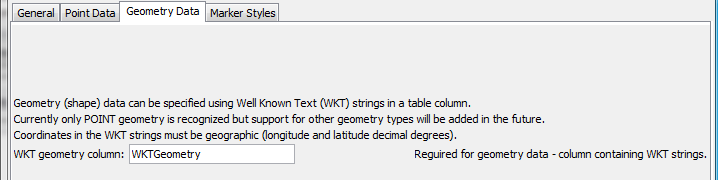 General Point Data Geometry Data Marker Styles
Geometry (shape) data can be specified using Well Known Text (WKT) strings in a table column.
Currently only POINT geometry is recognized but support for other geometry types will be added in the future.
Coordinates in the WKT strings must be geographic (longitude and latitude decimal degrees).
WKT geometry column: WKTGeometry Required for geometry data - column containing WKT strings.